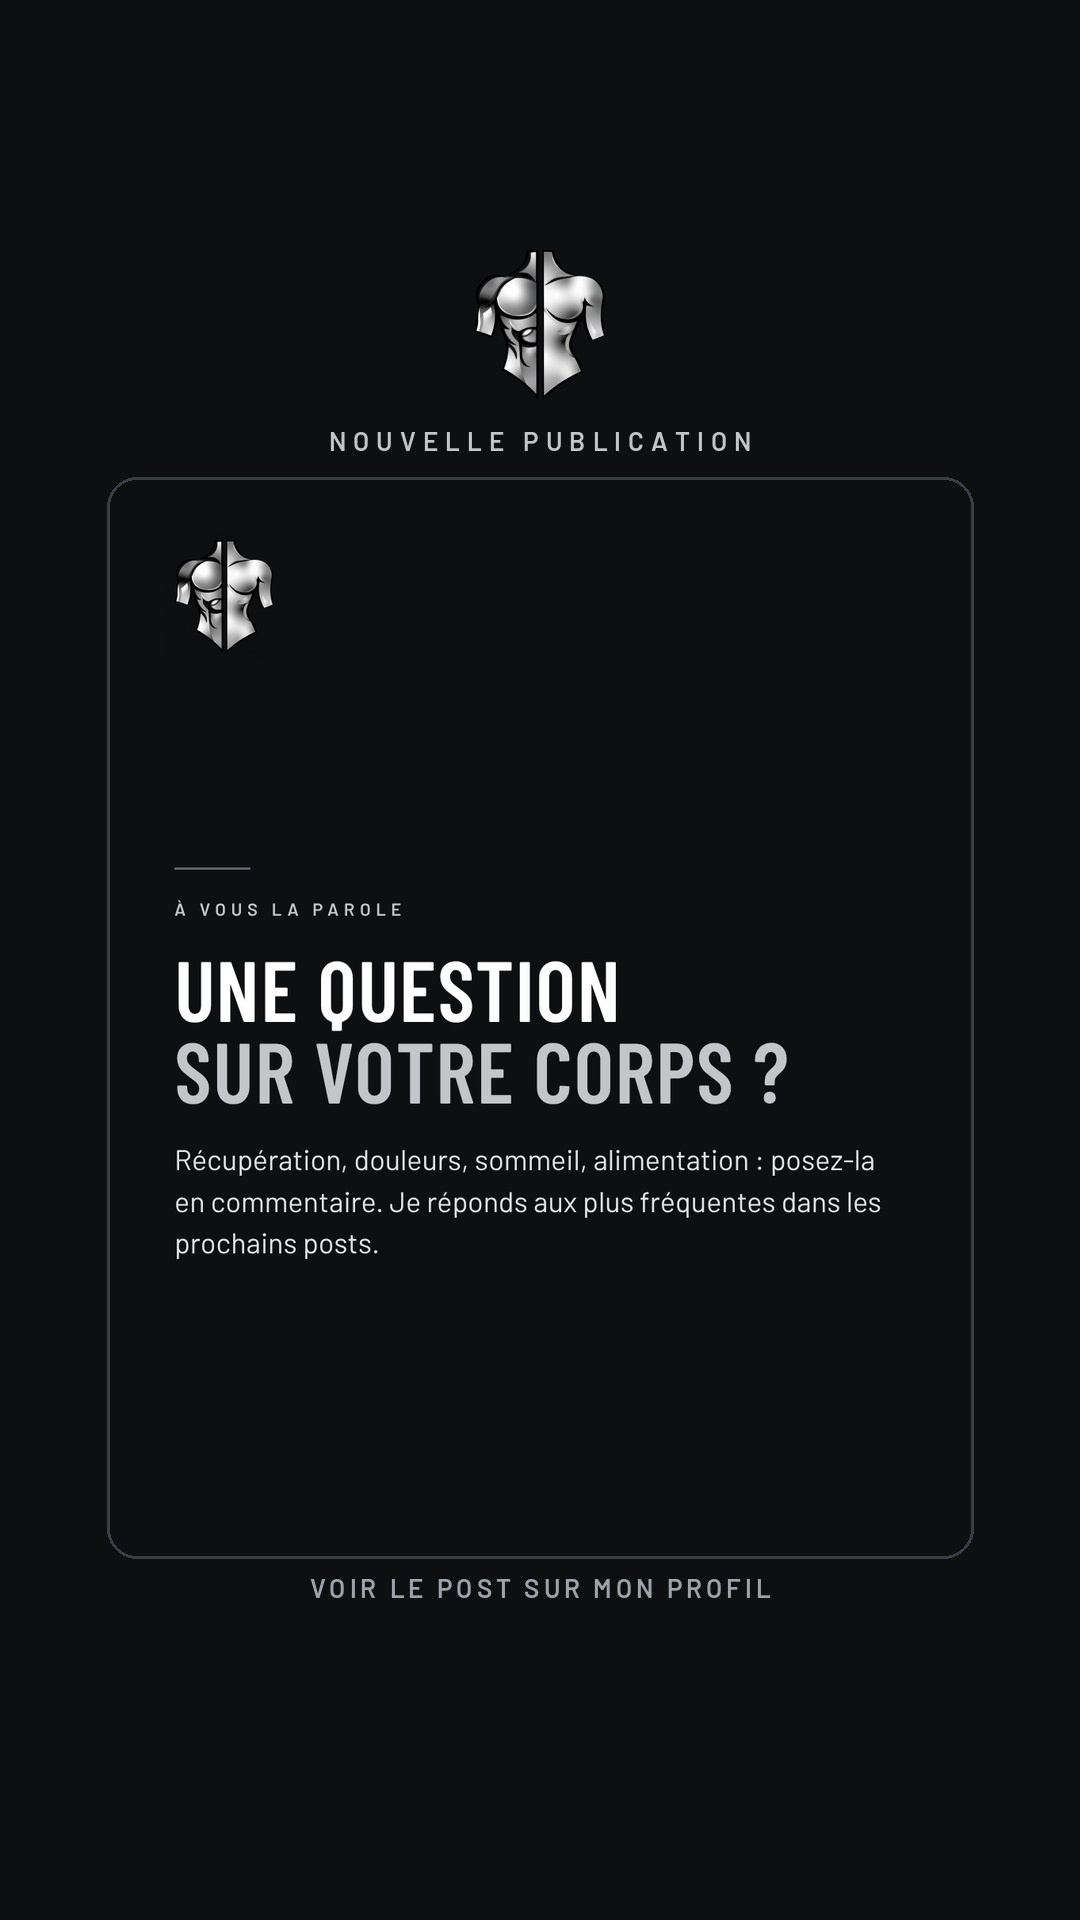 NOUVELLE PUBLICATION
À VOUS LA PAROLE
UNE QUESTION
SUR VOTRE CORPS ?
Récupération, douleurs, sommeil, alimentation : posez-la
en commentaire. Je réponds aux plus fréquentes dans les
prochains posts.
VOIR LE POST SUR MON PROFIL